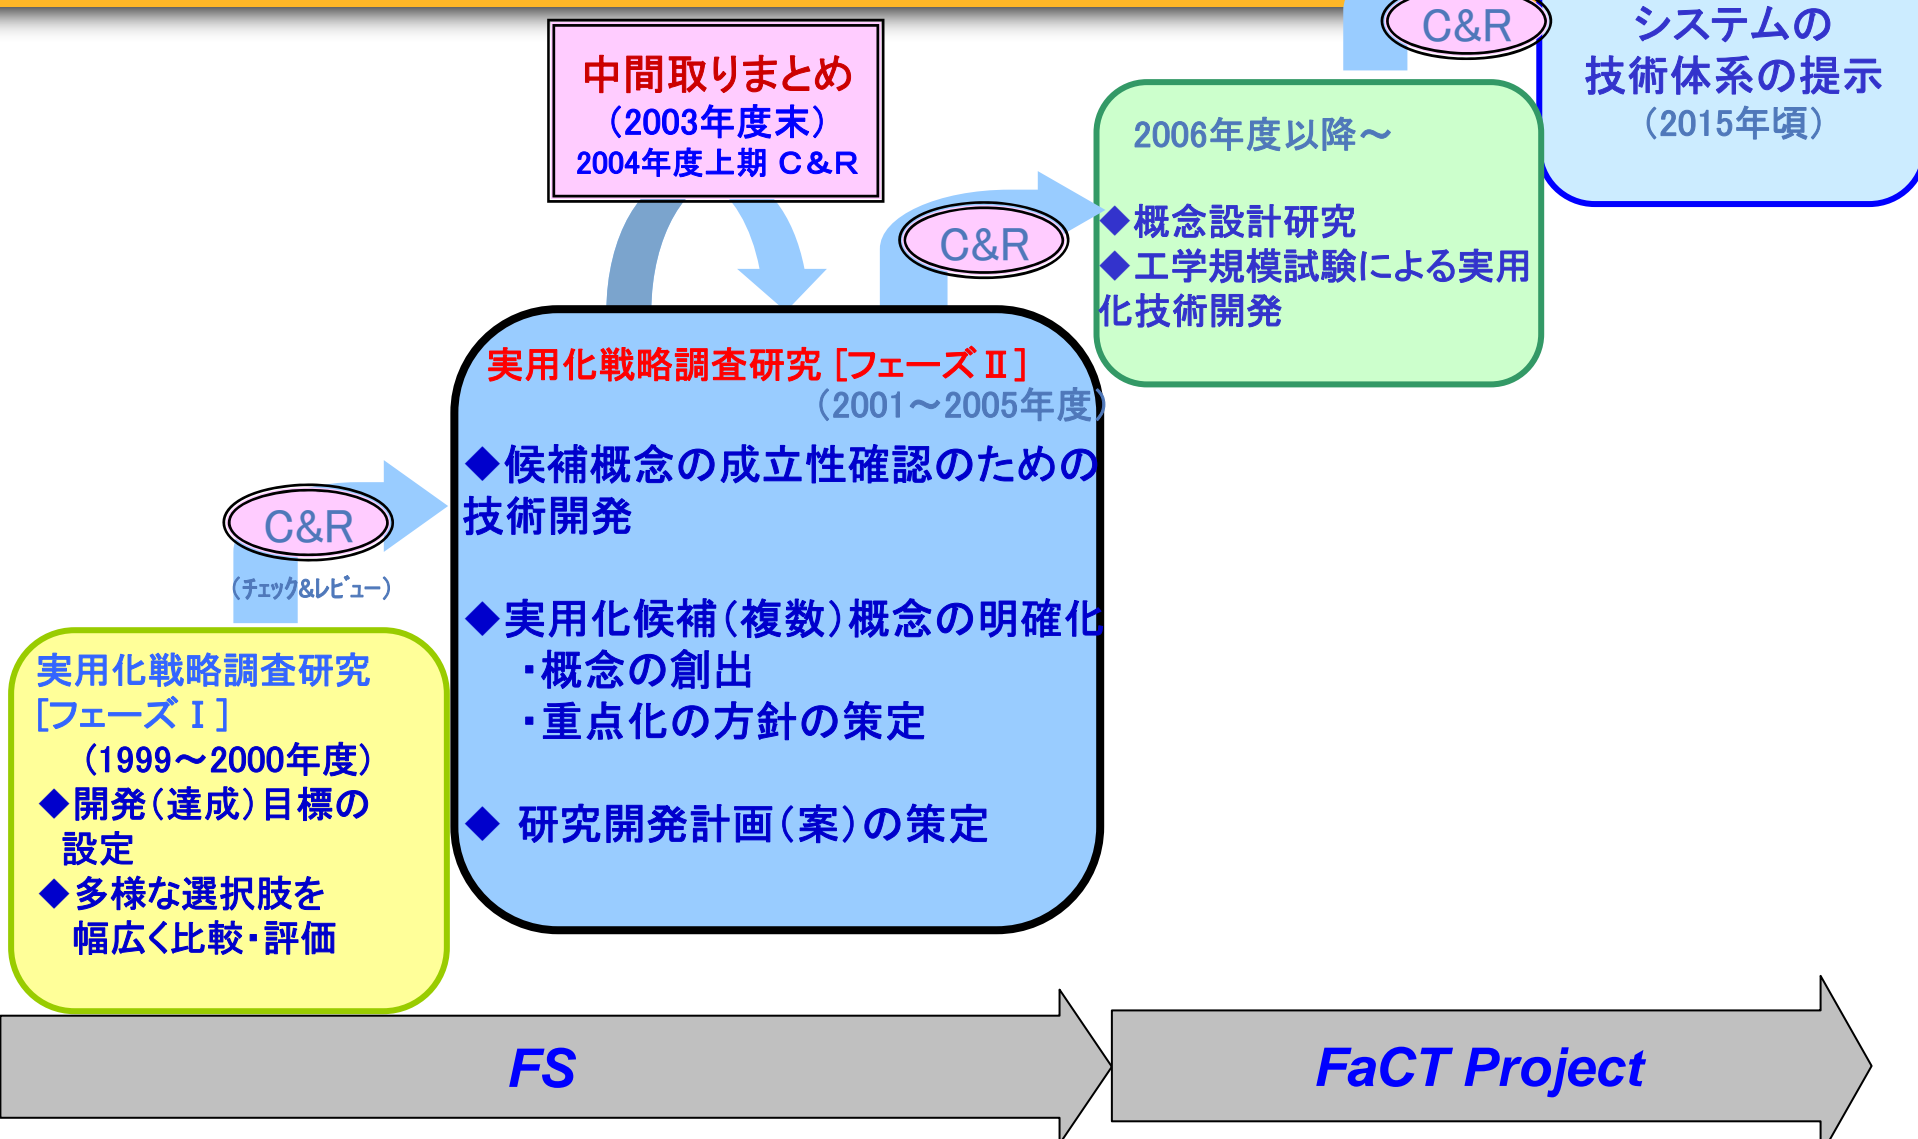 中間取りまとめ
（2003年度末）
2004年度上期 C&R
C&R
システムの
技術体系の提示
（2015年頃）
2006年度以降～
◆概念設計研究
◆工学規模試験による実用
化技術開発
C&R
実用化戦略調査研究［フェーズⅡ］
（2001～2005年度）
◆候補概念の成立性確認のための
技術開発
◆実用化候補（複数）概念の明確化
・概念の創出
・重点化の方針の策定
◆ 研究開発計画（案）の策定
C&R
（ﾁｪｯｸ&ﾚﾋﾞｭｰ）
実用化戦略調査研究
［フェーズⅠ］
（1999～2000年度）
◆開発（達成）目標の
設定
◆多様な選択肢を
幅広く比較・評価
FS
FaCT Project